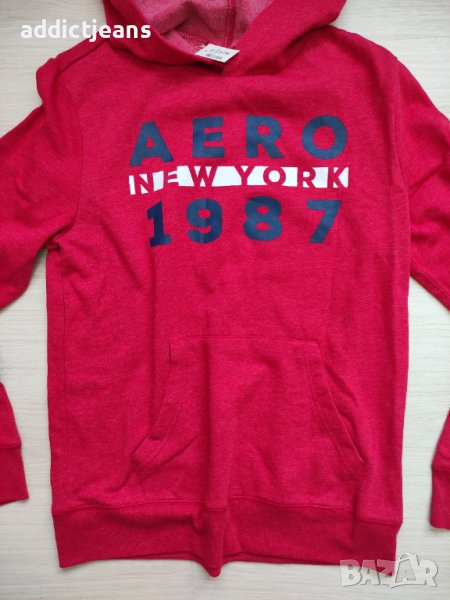 addictjeans
AERO
NEW YORK
1987
BAZAR